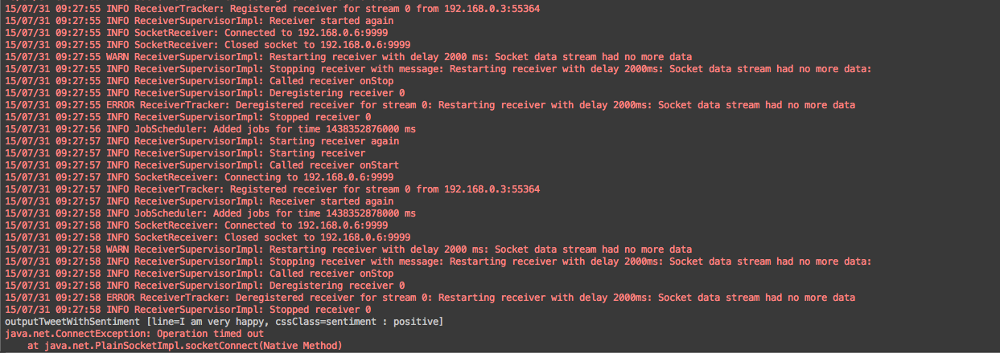 15/07/31 09:27:55 INFO ReceiverTracker: Registered receiver for stream 0 from 192.168.0.3:55364
15/07/31 09:27:55 INFO ReceiverSupervisorImpl: Receiver started again
15/07/31 09:27:55 INFO SocketReceiver: Connected to 192.168.0.6:9999
15/07/31 09:27:55 INFO SocketReceiver: Closed socket to 192.168.0.6:9999
15/07/31 09:27:55 WARN ReceiverSupervisorImpl: Restarting receiver with delay 2000 ms: Socket data stream had no more data
15/07/31 09:27:55 INFO ReceiverSupervisorImpl: Stopping receiver with message: Restarting receiver with delay 2000ms: Socket data stream had no more data:
15/07/31 09:27:55 INFO ReceiverSupervisorImpl: Called receiver onStop
15/07/31 09:27:55 INFO ReceiverSupervisorImpl: Deregistering receiver 0
15/07/31 09:27:55 ERROR ReceiverTracker: Deregistered receiver for stream 0: Restarting receiver with delay 2000ms: Socket data stream had no more data
15/07/31 09:27:55 INFO ReceiverSupervisorImpl: Stopped receiver 0
15/07/31 09:27:56 INFO JobScheduler: Added jobs for time 1438352876000 ms
15/07/31 09:27:57 INFO ReceiverSupervisorImpl: Starting receiver again
15/07/31 09:27:57 INFO ReceiverSupervisorImpl: Starting receiver
15/07/31 09:27:57 INFO ReceiverSupervisorImpl: Called receiver onStart
15/07/31 09:27:57 INFO SocketReceiver: Connecting to 192.168.0.6:9999
15/07/31 09:27:57 INFO ReceiverTracker: Registered receiver for stream 0 from 192.168.0.3:55364
15/07/31 09:27:57 INFO ReceiverSupervisorImpl: Receiver started again
15/07/31 09:27:58 INFO JobScheduler: Added jobs for time 1438352878000 ms
15/07/31 09:27:58 INFO SocketReceiver: Connected to 192.168.0.6:9999
15/07/31 09:27:58 INFO SocketReceiver: Closed socket to 192.168.0.6:9999
15/07/31 09:27:58 WARN ReceiverSupervisorImpl: Restarting receiver with delay 2000 ms: Socket data stream had no more data
15/07/31 09:27:58 INFO ReceiverSupervisorImpl: Stopping receiver with message: Restarting receiver with delay 2000ms: Socket data stream had no more data:
15/07/31 09:27:58 INFO ReceiverSupervisorImpl: Called receiver onStop
15/07/31 09:27:58 INFO ReceiverSupervisorImpl: Deregistering receiver 0
15/07/31 09:27:58 ERROR ReceiverTracker: Deregistered receiver for stream 0: Restarting receiver with delay 2000ms: Socket data stream had no more data
15/07/31 09:27:58 INFO ReceiverSupervisorImpl: Stopped receiver 0
outputTweetWithSentiment [line=I am very happy, cssClass=sentiment : positive]
java.net.ConnectException: Operation timed out
at java.net.PlainSocketImpl.socketConnect(Native Method)